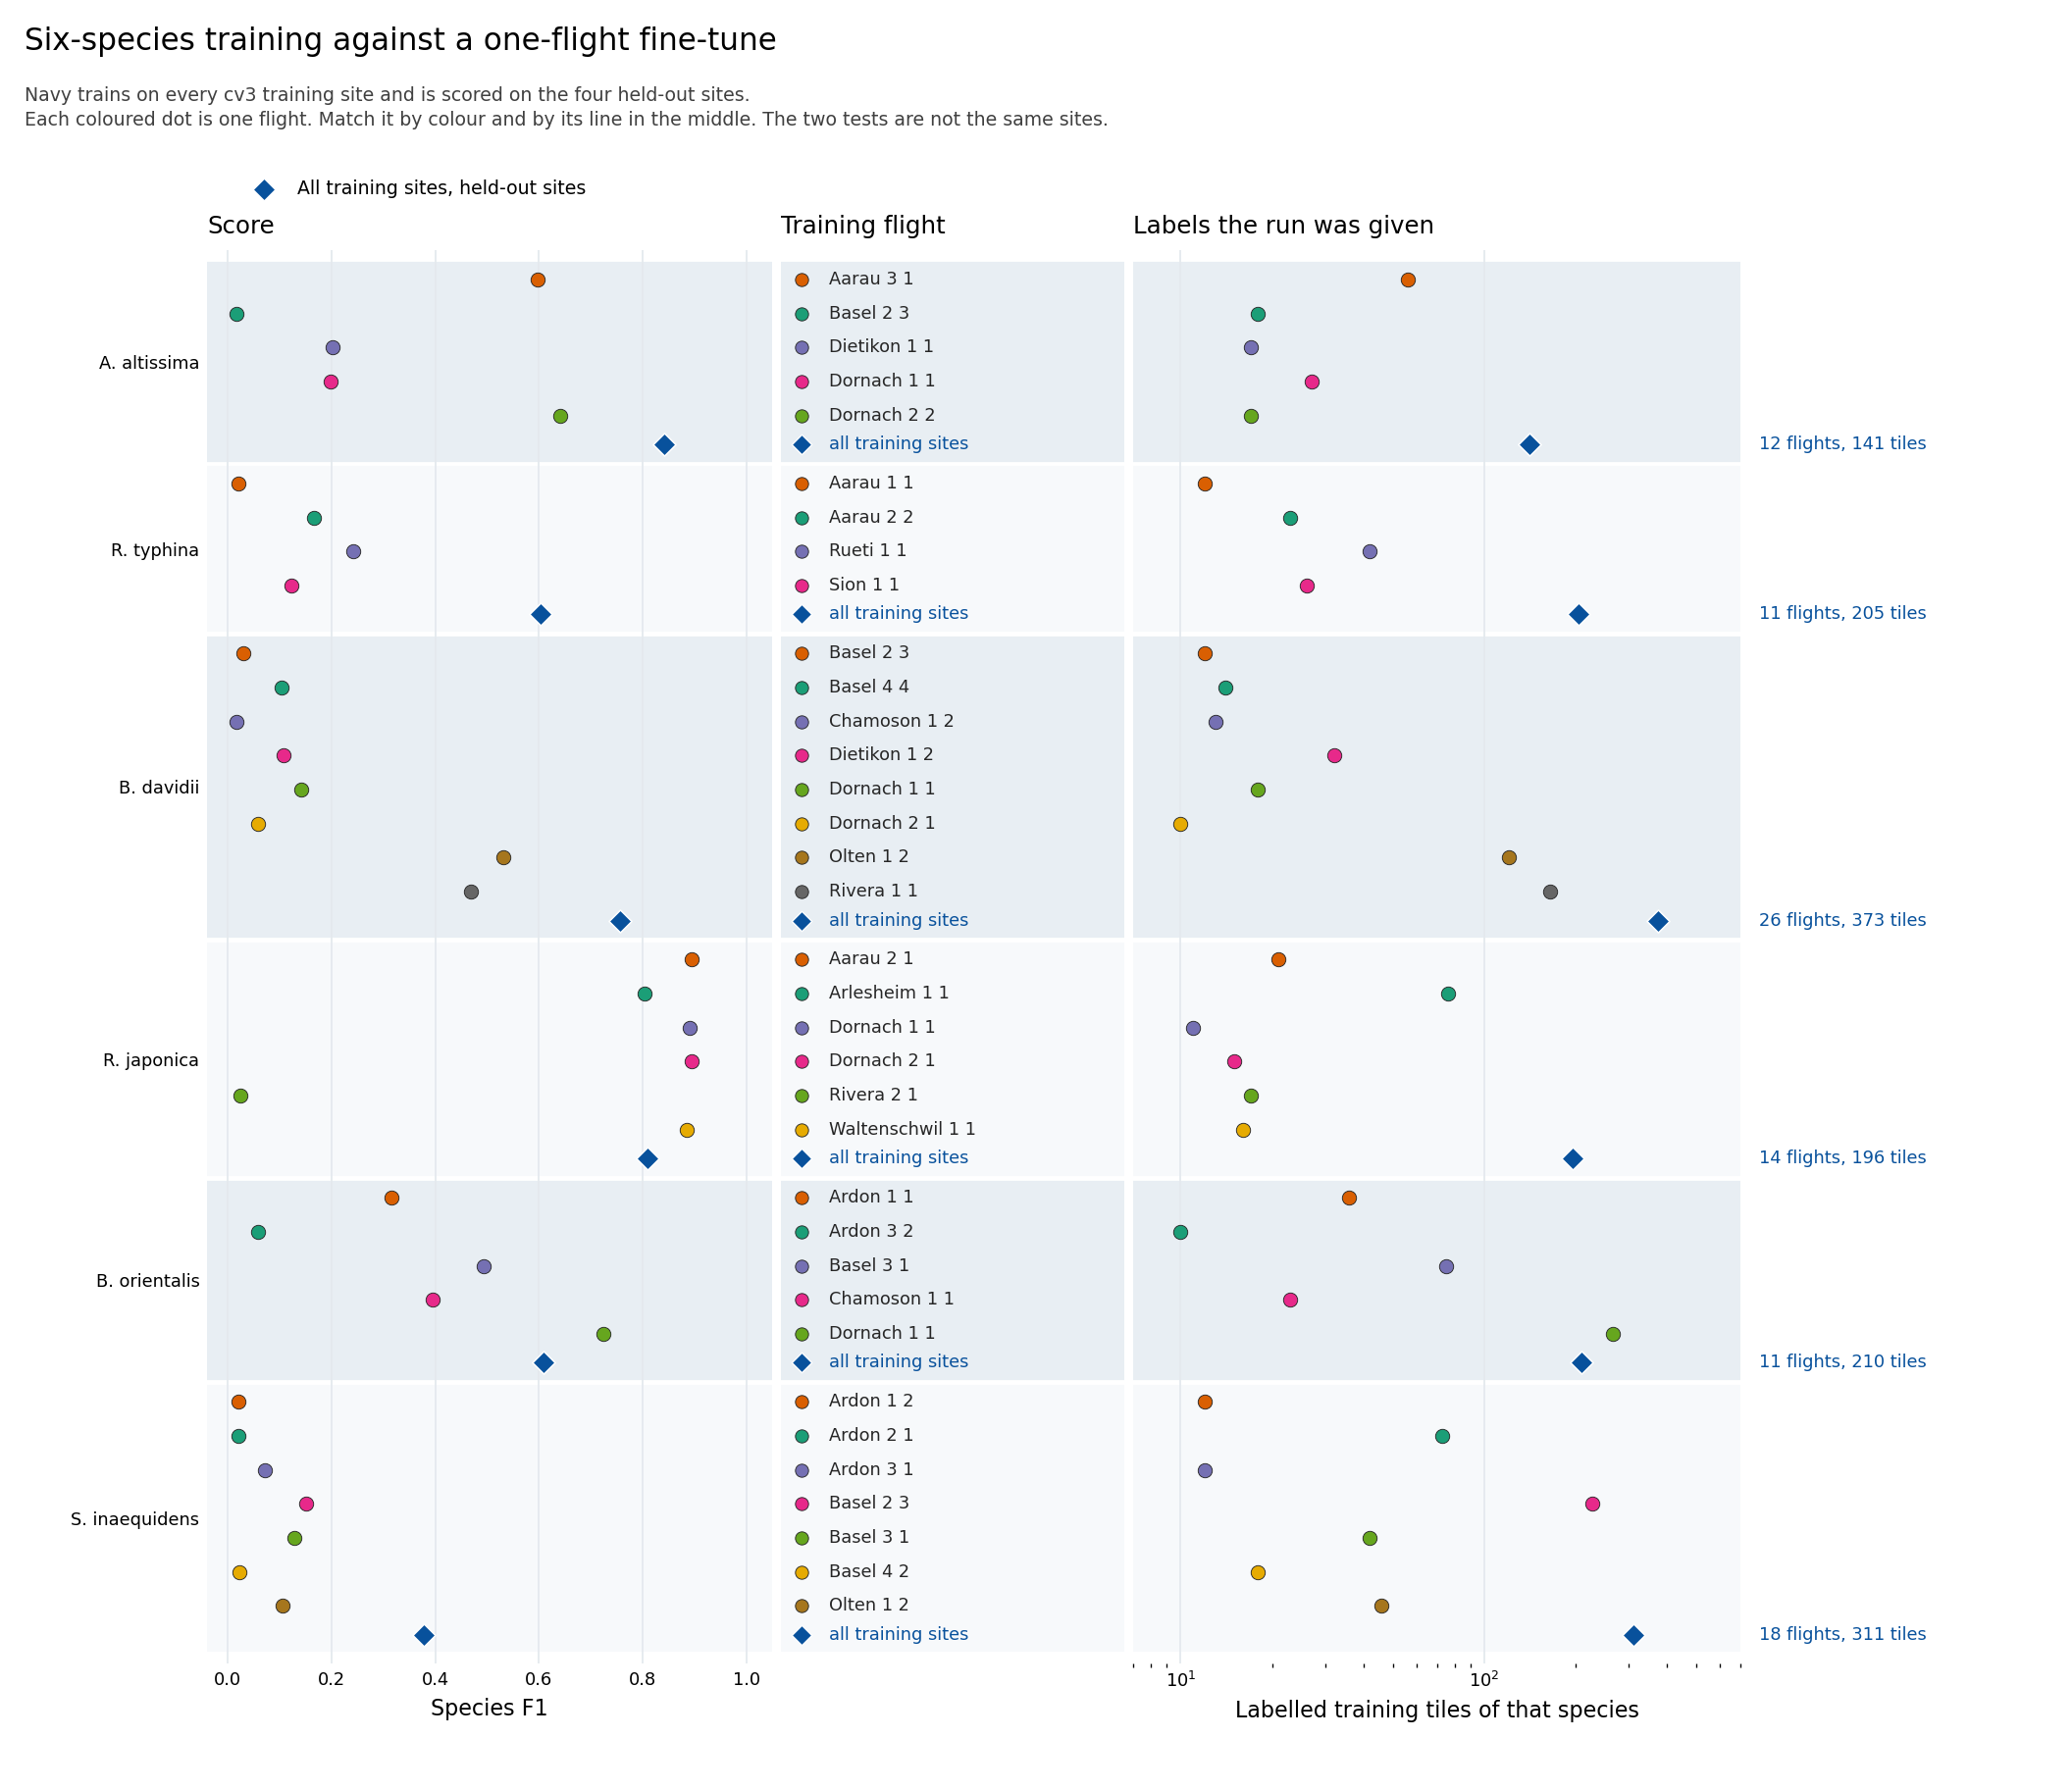 Six-species training against a one-flight fine-tune
Navy trains on every cv3 training site and is scored on the four held-out sites.
Each coloured dot is one flight. Match it by colour and by its line in the middle. The two tests are not the same sites.
All training sites, held-out sites
Score
Training flight
Labels the run was given
A. altissima
Aarau 3 1
Basel 2 3
Dietikon 1 1
Dornach 1 1
Dornach 2 2
all training sites
12 flights, 141 tiles
R. typhina
Aarau 1 1
Aarau 2 2
Rueti 1 1
Sion 1 1
all training sites
11 flights, 205 tiles
B. davidii
Basel 2 3
Basel 4 4
Chamoson 1 2
Dietikon 1 2
Dornach 1 1
Dornach 2 1
Olten 1 2
Rivera 1 1
all training sites
26 flights, 373 tiles
R. japonica
Aarau 2 1
Arlesheim 1 1
Dornach 1 1
Dornach 2 1
Rivera 2 1
Waltenschwil 1 1
all training sites
14 flights, 196 tiles
B. orientalis
Ardon 1 1
Ardon 3 2
Basel 3 1
Chamoson 1 1
Dornach 1 1
all training sites
11 flights, 210 tiles
S. inaequidens
Ardon 1 2
Ardon 2 1
Ardon 3 1
Basel 2 3
Basel 3 1
Basel 4 2
Olten 1 2
all training sites
18 flights, 311 tiles
0.0 0.2 0.4 0.6 0.8 1.0
Species F1
10¹ 10²
Labelled training tiles of that species